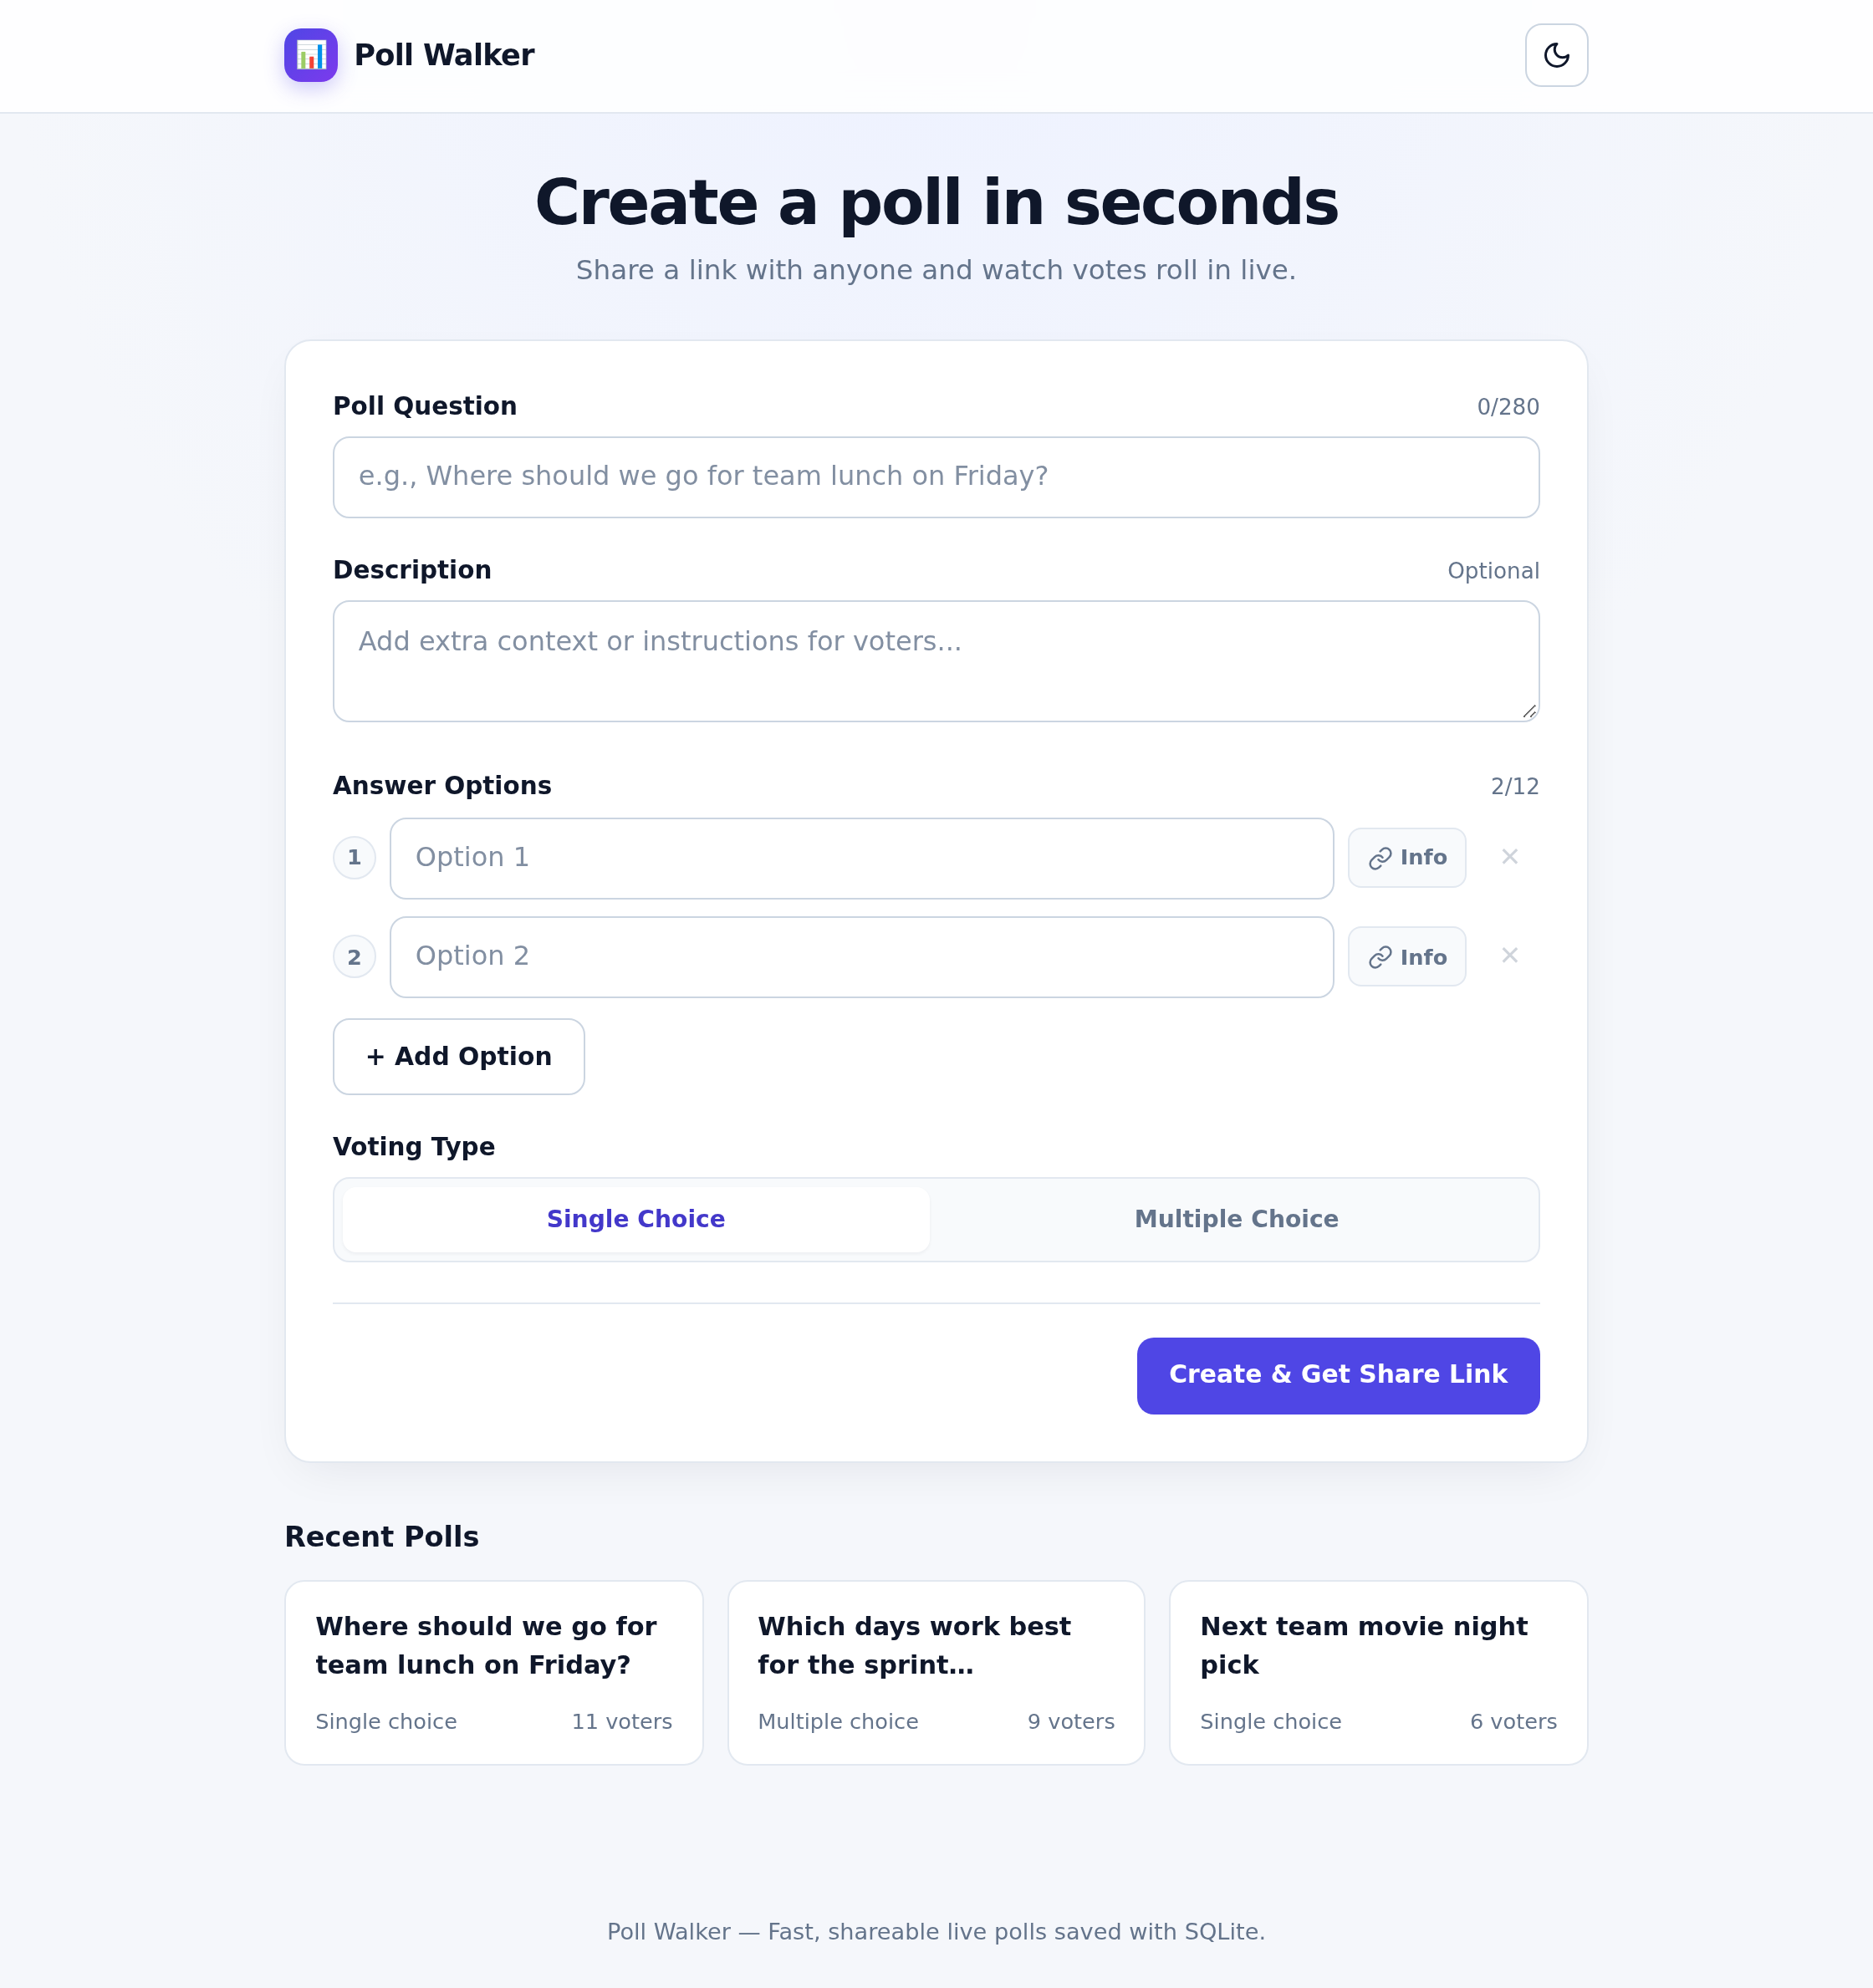 Poll Walker
Create a poll in seconds
Share a link with anyone and watch votes roll in live.
Poll Question 0/280
e.g., Where should we go for team lunch on Friday?
Description Optional
Add extra context or instructions for voters...
Answer Options 2/12
1 Option 1 Info ✕
2 Option 2 Info ✕
+ Add Option
Voting Type
Single Choice Multiple Choice
Create & Get Share Link
Recent Polls
Where should we go for
team lunch on Friday?
Single choice 11 voters
Which days work best
for the sprint…
Multiple choice 9 voters
Next team movie night
pick
Single choice 6 voters
Poll Walker — Fast, shareable live polls saved with SQLite.